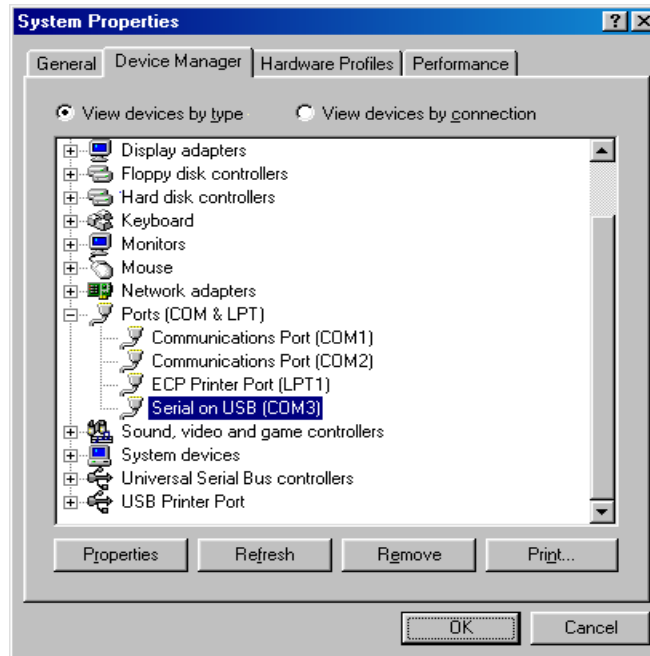 System Properties
General Device Manager Hardware Profiles Performance
View devices by type View devices by connection
Display adapters
Floppy disk controllers
Hard disk controllers
Keyboard
Monitors
Mouse
Network adapters
Ports (COM & LPT)
Communications Port (COM1)
Communications Port (COM2)
ECP Printer Port (LPT1)
Serial on USB (COM3)
Sound, video and game controllers
System devices
Universal Serial Bus controllers
USB Printer Port
Properties Refresh Remove Print...
OK Cancel